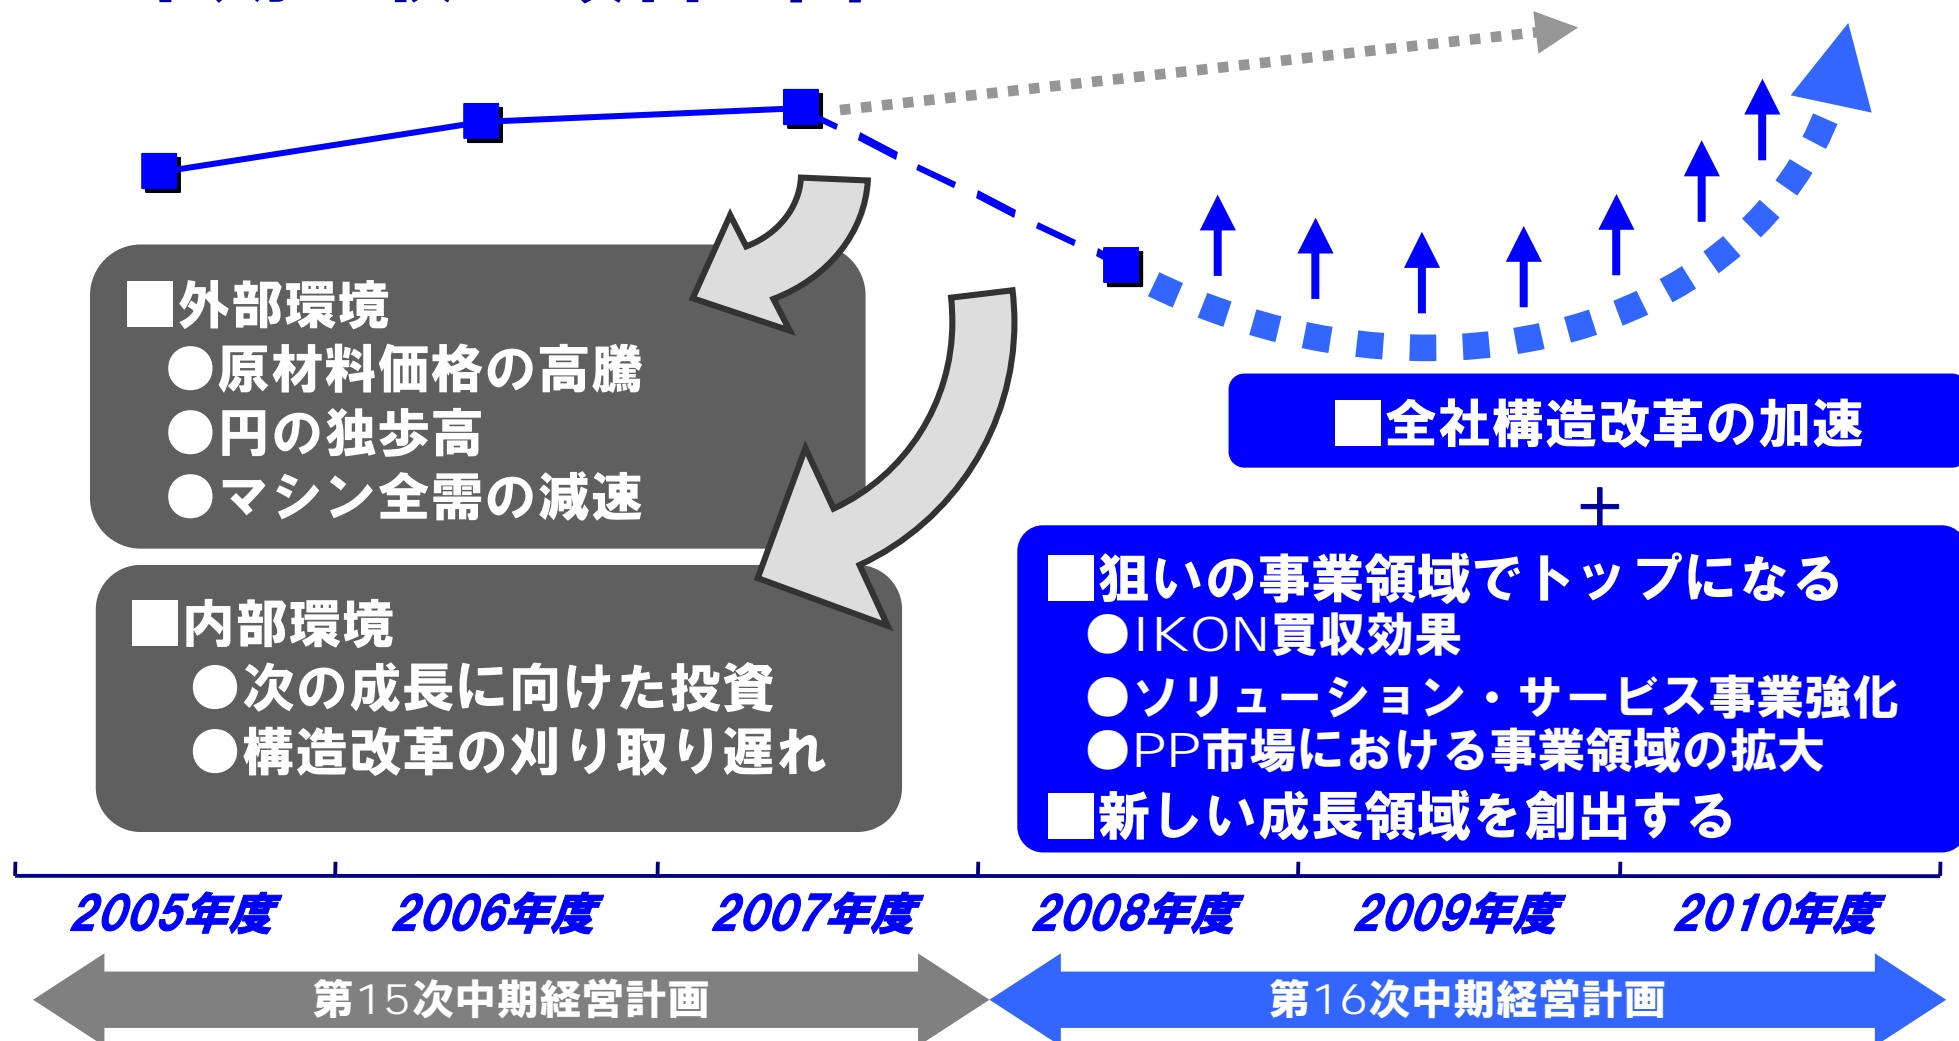 ■外部環境
●原材料価格の高騰
●円の独歩高
●マシン全需の減速
■内部環境
●次の成長に向けた投資
●構造改革の刈り取り遅れ
■全社構造改革の加速
＋
■狙いの事業領域でトップになる
●IKON買収効果
●ソリューション・サービス事業強化
●PP市場における事業領域の拡大
■新しい成長領域を創出する
2005年度 2006年度 2007年度 2008年度 2009年度 2010年度
第15次中期経営計画 第16次中期経営計画